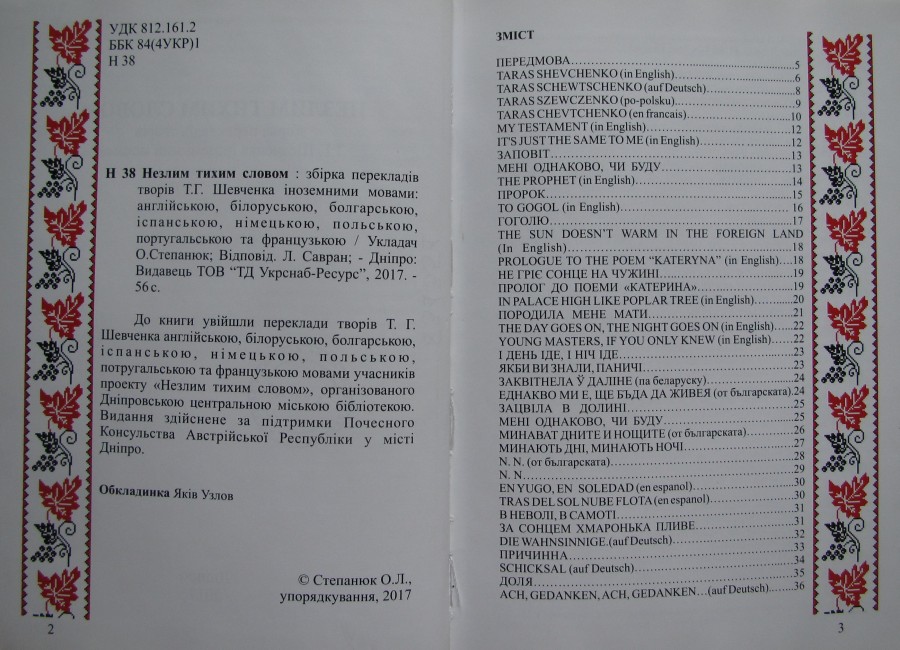 УДК 812.161.2
ББК 84(4УКР)1
Н 38
Н 38 Незлим тихим словом : збірка перекладів
творів Т.Г. Шевченка іноземними мовами:
англійською, білоруською, болгарською,
іспанською, німецькою, польською,
португальською та французькою / Укладач
О.Степанюк; Відповід. Л. Савран; - Дніпро:
Видавець ТОВ “ТД Укрснаб-Ресурс”, 2017. -
56 с.
До книги увійшли переклади творів Т. Г.
Шевченка англійською, білоруською, болгарською,
іспанською, німецькою, польською,
потругальською та французькою мовами учасників
проекту «Незлим тихим словом», організованого
Дніпровською центральною міською бібліотекою.
Видання здійснене за підтримки Почесного
Консульства Австрійської Республіки у місті
Дніпро.
Обкладинка Яків Узлов
© Степанюк О.Л.,
упорядкування, 2017
2
ЗМІСТ
ПЕРЕДМОВА...5
TARAS SHEVCHENKO (in English)...6
TARAS SCHEWTSCHENKO (auf Deutsch)...8
TARAS SZEWCZENKO (po-polsku)...9
TARAS CHEVTCHENKO (en francais)...10
MY TESTAMENT (in English)...12
IT'S JUST THE SAME TO ME (in English)...12
ЗАПОВІТ...13
МЕНІ ОДНАКОВО, ЧИ БУДУ...13
THE PROPHET (in English)...14
ПРОРОК...15
TO GOGOL (in English)...16
ГОГОЛЮ...17
THE SUN DOESN'T WARM IN THE FOREIGN LAND
(In English)...18
PROLOGUE TO THE POEM “KATERYNA” (in English)....18
НЕ ГРІЄ СОНЦЕ НА ЧУЖИНІ...19
ПРОЛОГ ДО ПОЕМИ «КАТЕРИНА»...19
IN PALACE HIGH LIKE POPLAR TREE (in English)...20
ПОРОДИЛА МЕНЕ МАТИ...21
THE DAY GOES ON, THE NIGHT GOES ON (in English)...22
YOUNG MASTERS, IF YOU ONLY KNEW (in English)...22
І ДЕНЬ ІДЕ, І НІЧ ІДЕ...23
ЯКБИ ВИ ЗНАЛИ, ПАНИЧІ...23
ЗАКВІТНЕЛА Ў ДАЛІНЕ (па беларуску)...24
ЕДНАКВО МИ Е, ЩЕ БЪДА ДА ЖИВЕЯ (от българската).24
ЗАЦВІЛА В ДОЛИНІ...25
МЕНІ ОДНАКОВО, ЧИ БУДУ...25
МИНАВАТ ДНИТЕ И НОЩИТЕ (от българската)...26
МИНАЮТЬ ДНІ, МИНАЮТЬ НОЧІ...27
N. N. (от българската)...28
N. N...29
EN YUGO, EN SOLEDAD (en espanol)...30
TRAS DEL SOL NUBE FLOTA (en espanol)...30
В НЕВОЛІ, В САМОТІ...31
ЗА СОНЦЕМ ХМАРОНЬКА ПЛИВЕ...31
DIE WAHNSINNIGE.(auf Deutsch)...32
ПРИЧИННА...33
SCHICKSAL (auf Deutsch)...34
ДОЛЯ...35
ACH, GEDANKEN, ACH, GEDANKEN…(auf Deutsch)...36
3